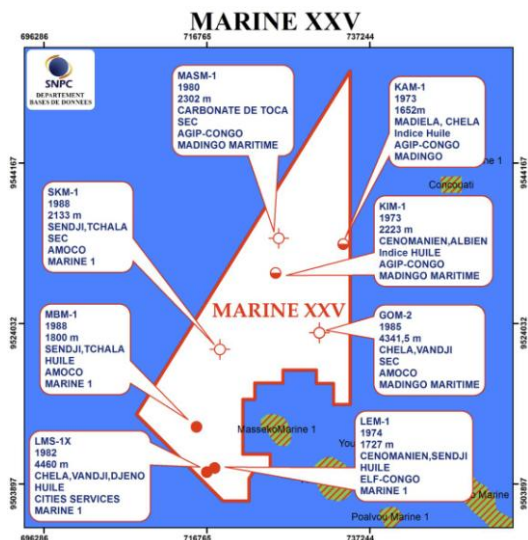 MARINE XXV
696286
716765
737244
SNPC
DEPARTEMENT
BASES DE DONNEES
MASM-1
1980
2302 m
CARBONATE DE TOCA
SEC
AGIP-CONGO
MADINGO MARITIME
KAM-1
1973
1652m
MADIELA, CHELA
Indice Huile
AGIP-CONGO
MADINGO
ne 1
Concouati
9544167
9544167
SKM-1
1988
2133 m
SENDJI,TCHALA
SEC
AMOCO
MARINE 1
KIM-1
1973
2223 m
CENOMANIEN,ALBIEN
Indice HUILE
AGIP-CONGO
MADINGO MARITIME
MARINE XXV
MBM-1
1988
1800 m
SENDJI,TCHALA
HUILE
AMOCO
MARINE 1
GOM-2
1985
4341,5 m
CHELA,VANDJI
SEC
AMOCO
MADINGO MARITIME
9524032
9524032
MassekoMarine 1
You
LMS-1X
1982
4460 m
CHELA,VANDJI,DJENO
HUILE
CITIES SERVICES
MARINE 1
LEM-1
1974
1727 m
CENOMANIEN,SENDJI
HUILE
ELF-CONGO
MARINE 1
o Marine
Poalvou Marine 1
9503897
9503897
696286
716765
737244